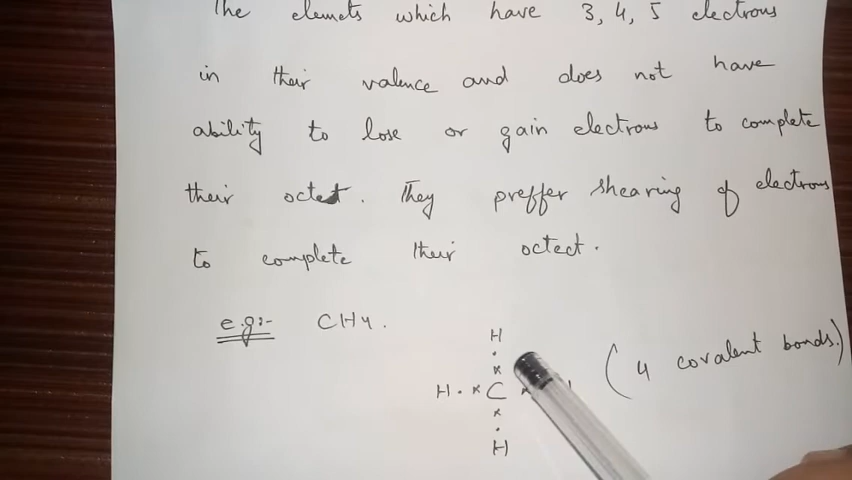 The elemets which have 3, 4, 5 electrons
in their valence and does not have
ability to lose or gain electrons to complete
their octet. They preffer shearing of electrons
to complete their octect.
e.g:- CH4.
H
H · x C x
(4 covalent bonds.)
H